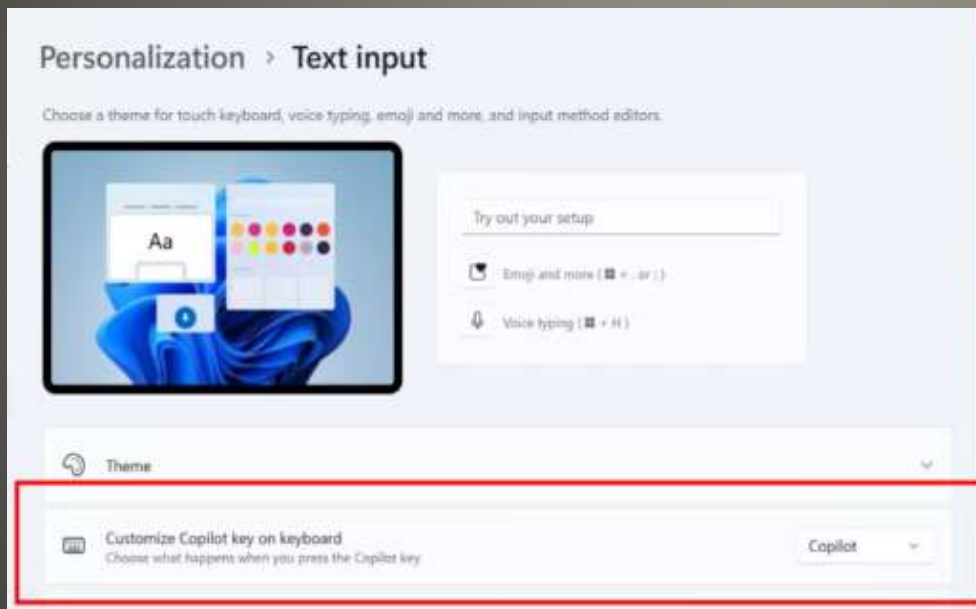 Personalization > Text input
Choose a theme for touch keyboard, voice typing, emoji and more, and input method editors.
Aa
Try out your setup
Emoji and more ( + . or ; )
Voice typing ( + H )
Theme
Customize Copilot key on keyboard
Choose what happens when you press the Copilot key
Copilot